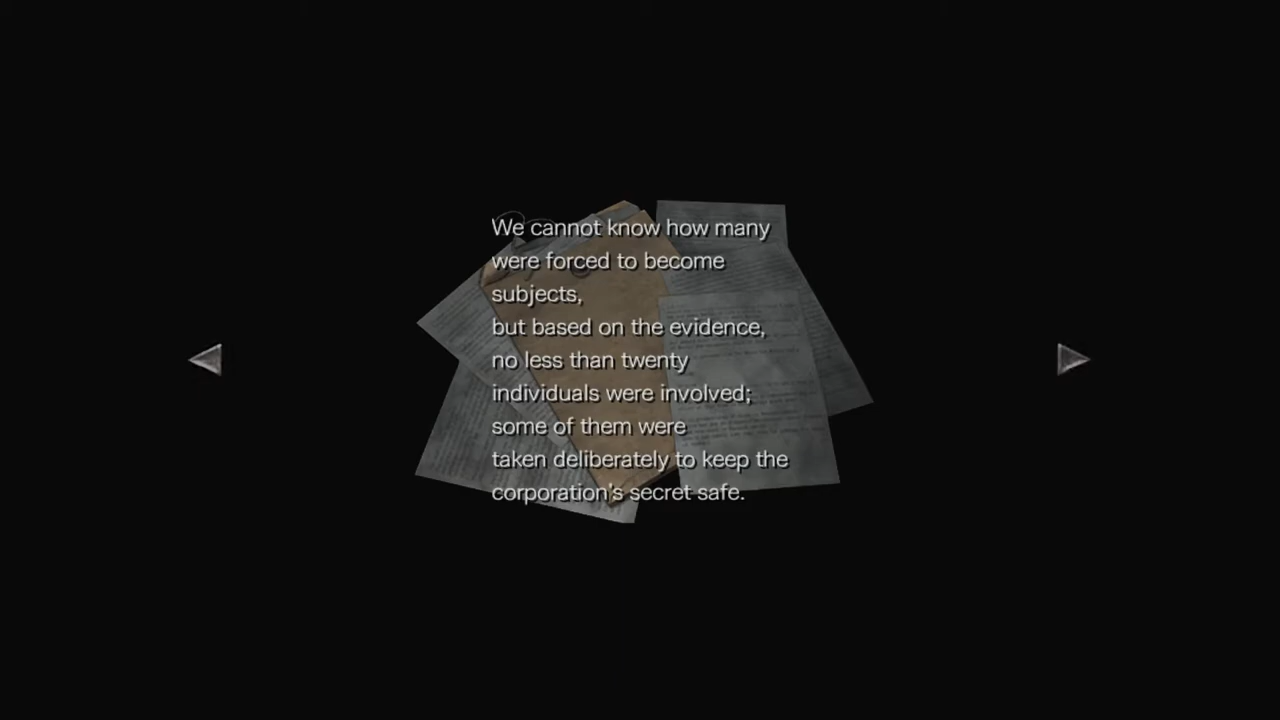 We cannot know how many
were forced to become
subjects,
but based on the evidence,
no less than twenty
individuals were involved;
some of them were
taken deliberately to keep the
corporation's secret safe.